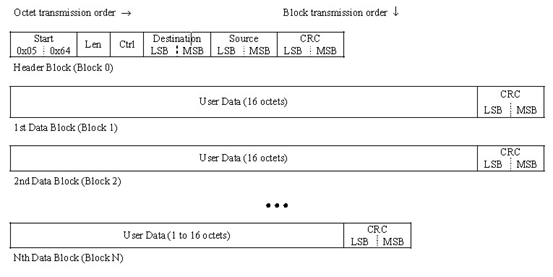 Octet transmission order → Block transmission order ↓
Start Len Ctrl Destination Source CRC
0x05 0x64 LSB MSB LSB MSB LSB MSB
Header Block (Block 0)
User Data (16 octets) CRC
LSB MSB
1st Data Block (Block 1)
User Data (16 octets) CRC
LSB MSB
2nd Data Block (Block 2)
•••
User Data (1 to 16 octets) CRC
LSB MSB
Nth Data Block (Block N)